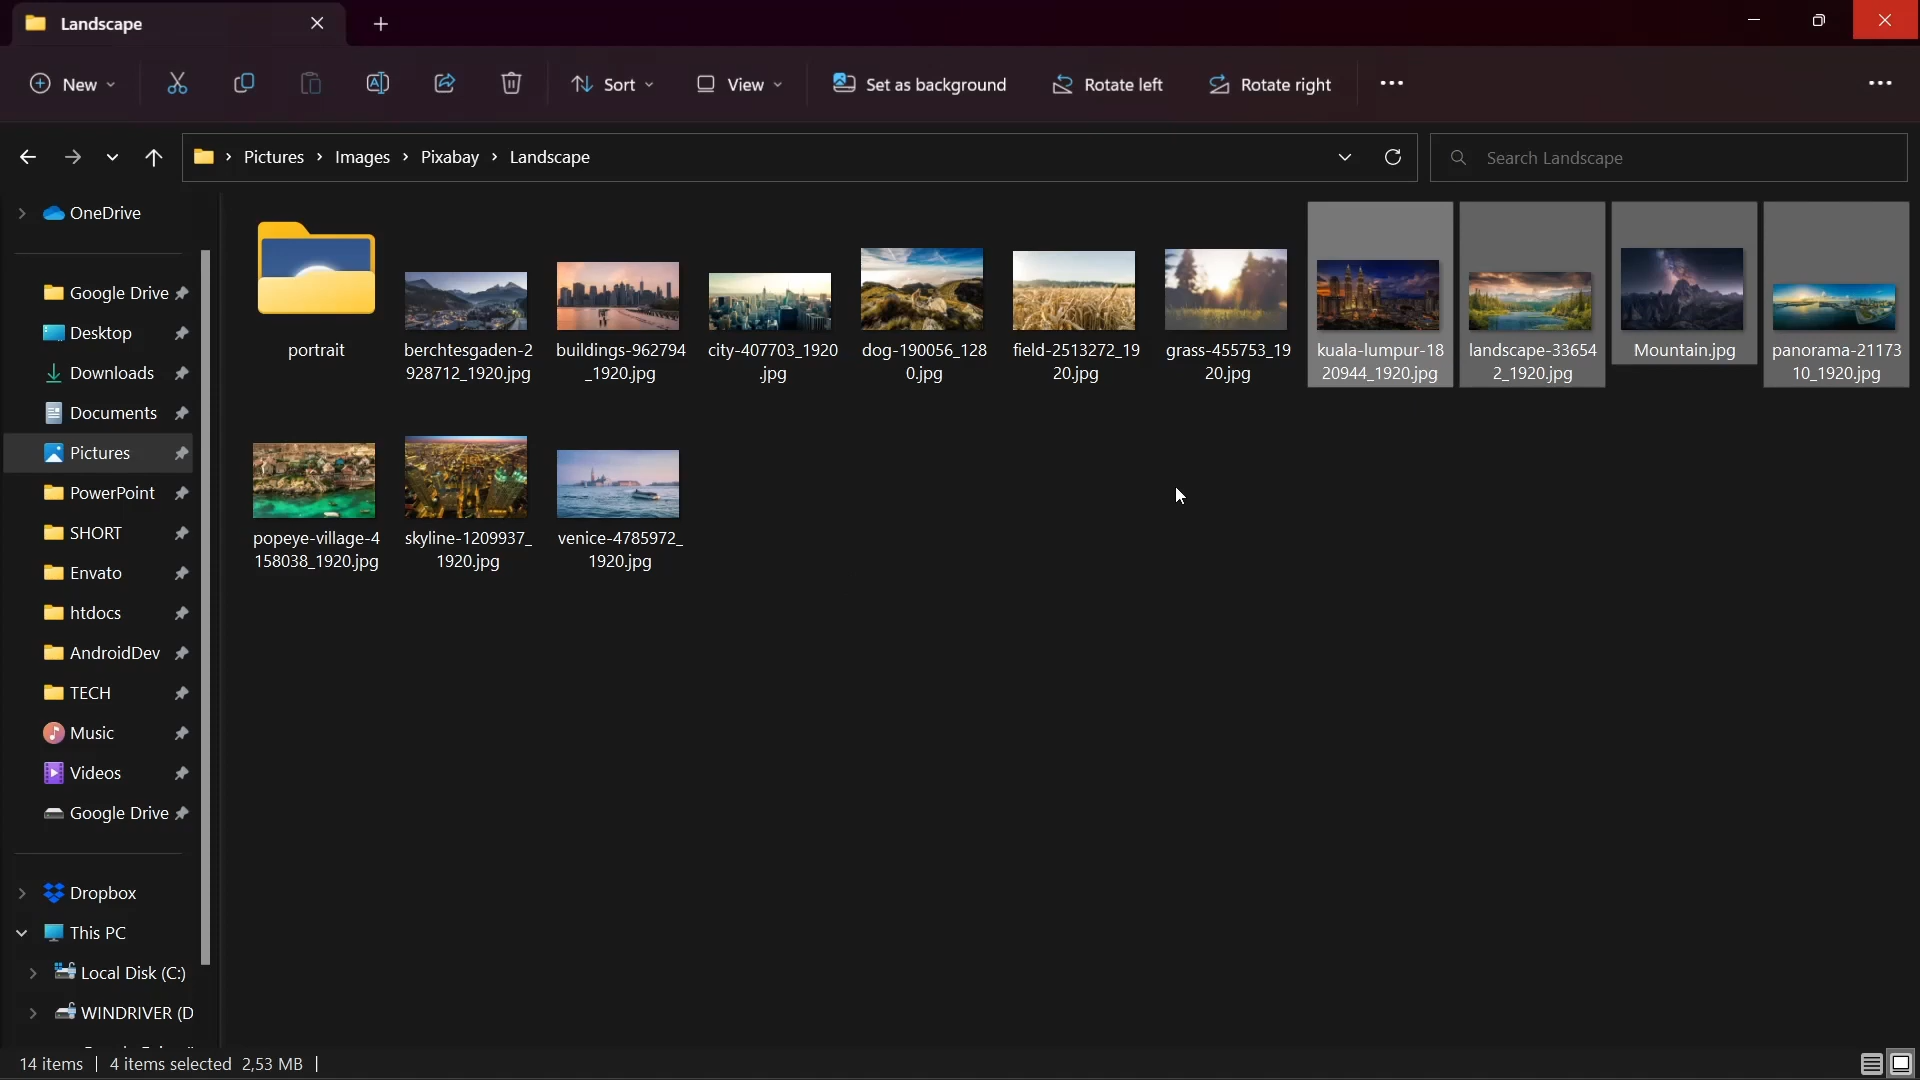 Landscape
New
Sort
View
Set as background
Rotate left
Rotate right
Pictures > Images > Pixabay > Landscape
Search Landscape
OneDrive
Google Drive
Desktop
Downloads
Documents
Pictures
PowerPoint
SHORT
Envato
htdocs
AndroidDev
TECH
Music
Videos
Google Drive
Dropbox
This PC
Local Disk (C:)
WINDRIVER (D
portrait
berchtesgaden-2
928712_1920.jpg
buildings-962794
_1920.jpg
city-407703_1920
.jpg
dog-190056_128
0.jpg
field-2513272_19
20.jpg
grass-455753_19
20.jpg
kuala-lumpur-18
20944_1920.jpg
landscape-33654
2_1920.jpg
Mountain.jpg
panorama-21173
10_1920.jpg
popeye-village-4
158038_1920.jpg
skyline-1209937_
1920.jpg
venice-4785972_
1920.jpg
14 items | 4 items selected 2,53 MB |